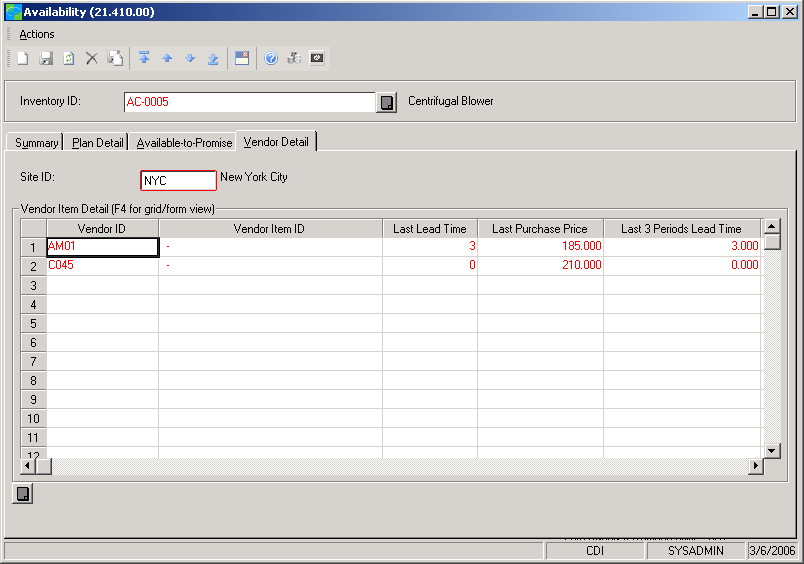 Availability (21.410.00)
Actions
Inventory ID: AC-0005 Centrifugal Blower
Summary Plan Detail Available-to-Promise Vendor Detail
Site ID: NYC New York City
Vendor Item Detail (F4 for grid/form view)
Vendor ID Vendor Item ID Last Lead Time Last Purchase Price Last 3 Periods Lead Time
1 AM01 - 3 185.000 3.000
2 C045 - 0 210.000 0.000
3
4
5
6
7
8
9
10
11
12
CDI SYSADMIN 3/6/2006